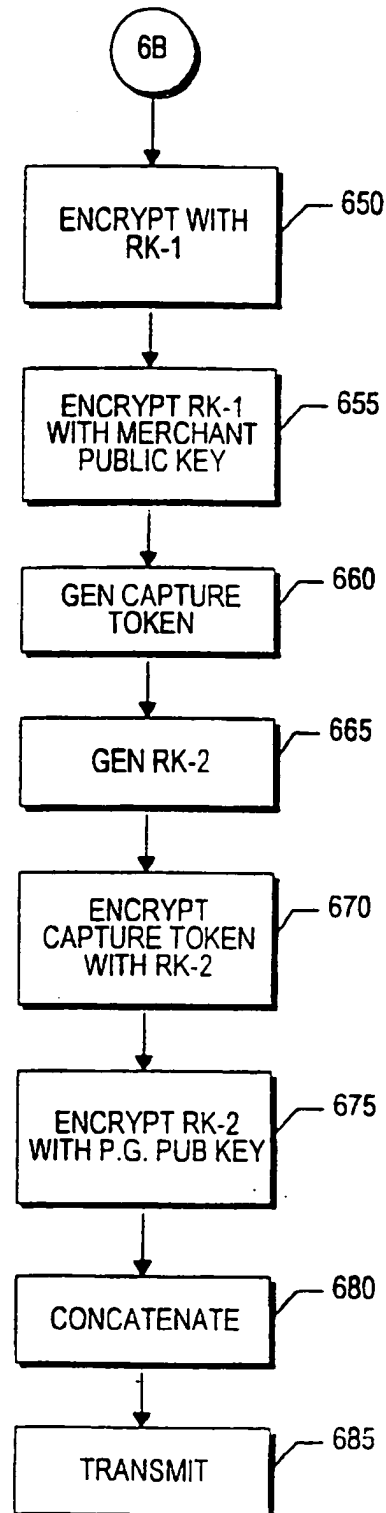 6B
ENCRYPT WITH
RK-1
650
ENCRYPT RK-1
WITH MERCHANT
PUBLIC KEY
655
GEN CAPTURE
TOKEN
660
GEN RK-2
665
ENCRYPT
CAPTURE TOKEN
WITH RK-2
670
ENCRYPT RK-2
WITH P.G. PUB KEY
675
CONCATENATE
680
TRANSMIT
685